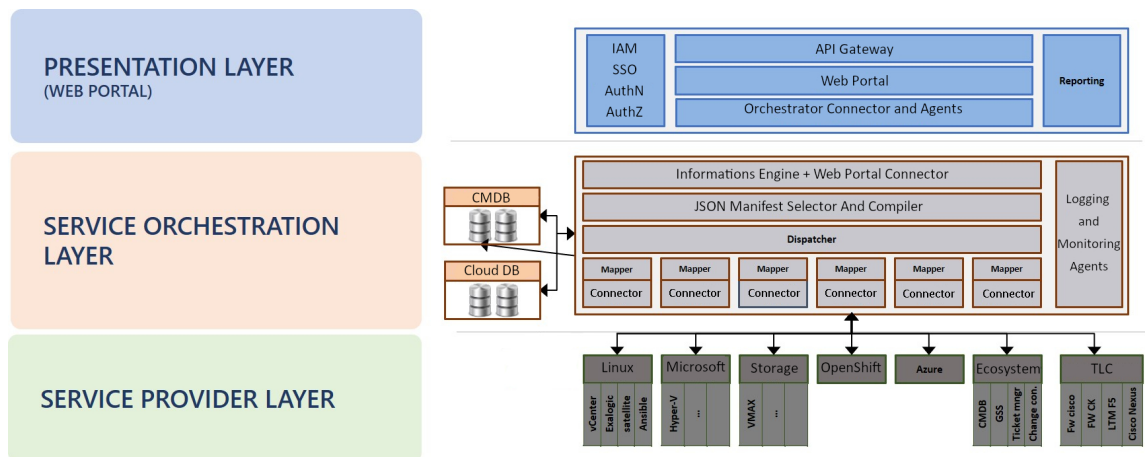 PRESENTATION LAYER
(WEB PORTAL)
IAM
SSO
AuthN
AuthZ
API Gateway
Web Portal
Orchestrator Connector and Agents
Reporting
SERVICE ORCHESTRATION
LAYER
CMDB
Cloud DB
Informations Engine + Web Portal Connector
JSON Manifest Selector And Compiler
Dispatcher
Mapper
Mapper
Mapper
Mapper
Mapper
Mapper
Connector
Connector
Connector
Connector
Connector
Connector
Logging
and
Monitoring
Agents
SERVICE PROVIDER LAYER
Linux
vCenter
Exalogic
satellite
Ansible
Microsoft
Hyper-V
...
Storage
VMAX
...
OpenShift
Azure
Ecosystem
CMDB
GSS
Ticket mngr
Change con.
TLC
Fw cisco
FW CK
LTM F5
Cisco Nexus